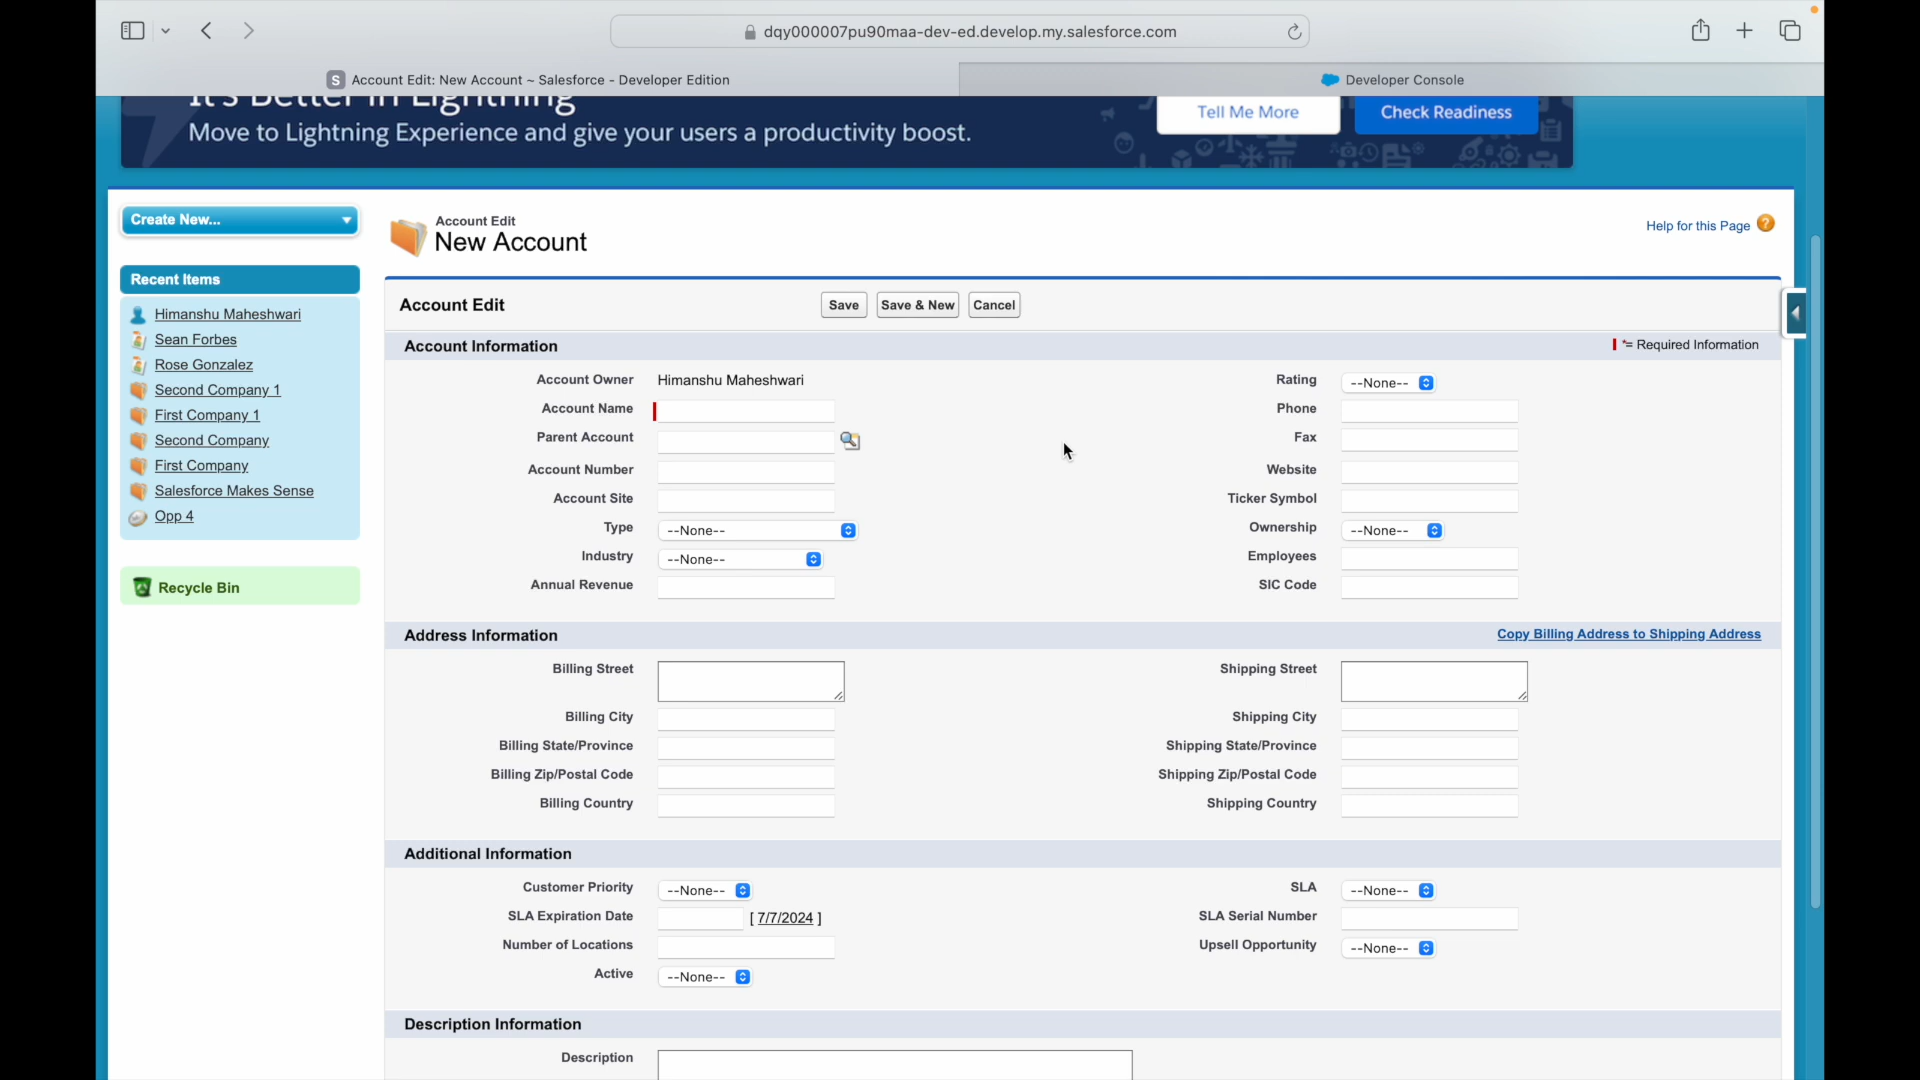 dqy000007pu90maa-dev-ed.develop.my.salesforce.com
S Account Edit: New Account ~ Salesforce - Developer Edition
Developer Console
It's Better in Lightning
Move to Lightning Experience and give your users a productivity boost.
Tell Me More
Check Readiness
Create New...
Recent Items
Himanshu Maheshwari
Sean Forbes
Rose Gonzalez
Second Company 1
First Company 1
Second Company
First Company
Salesforce Makes Sense
Opp 4
Recycle Bin
Account Edit
New Account
Help for this Page ?
Account Edit
Save
Save & New
Cancel
Account Information
*= Required Information
Account Owner Himanshu Maheshwari
Rating --None--
Account Name
Phone
Parent Account
Fax
Account Number
Website
Account Site
Ticker Symbol
Type --None--
Ownership --None--
Industry --None--
Employees
Annual Revenue
SIC Code
Address Information
Copy Billing Address to Shipping Address
Billing Street
Shipping Street
Billing City
Shipping City
Billing State/Province
Shipping State/Province
Billing Zip/Postal Code
Shipping Zip/Postal Code
Billing Country
Shipping Country
Additional Information
Customer Priority --None--
SLA --None--
SLA Expiration Date [ 7/7/2024 ]
SLA Serial Number
Number of Locations
Upsell Opportunity --None--
Active --None--
Description Information
Description